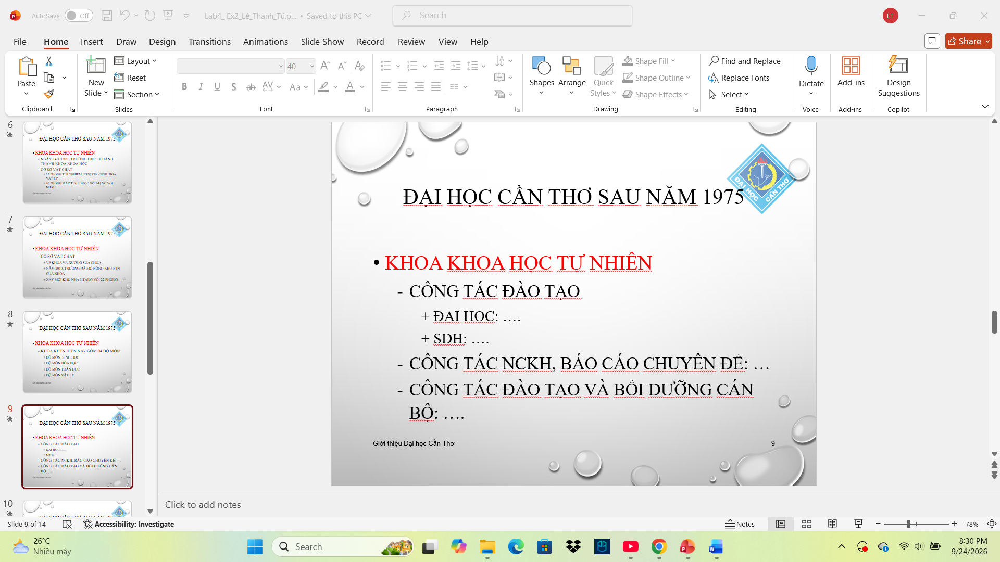 AutoSave
Off
Lab4_ Ex2_Lê_Thanh_Tú.p... • Saved to this PC
Search
LT
File
Home
Insert
Draw
Design
Transitions
Animations
Slide Show
Record
Review
View
Help
Share
Paste
Clipboard
New
Slide
Layout
Reset
Section
Slides
40
Font
Paragraph
Shapes
Arrange
Quick
Styles
Shape Fill
Shape Outline
Shape Effects
Drawing
Find and Replace
Replace Fonts
Select
Editing
Dictate
Voice
Add-ins
Add-ins
Design
Suggestions
Copilot
6
ĐẠI HỌC CẦN THƠ SAU NĂM 1975
• KHOA KHOA HỌC TỰ NHIÊN
- NGÀY 14/1/1998, TRƯỜNG ĐHCT KHÁNH
THÀNH KHOA KHOA HỌC
- CƠ SỞ VẬT CHẤT
+ 12 PHÒNG THÍ NGHIỆM (PTN) CHO SINH, HÓA,
VẬT LÝ
+ 06 PHÒNG MÁY TÍNH ĐƯỢC NỐI MẠNG VỚI
NHAU
7
ĐẠI HỌC CẦN THƠ SAU NĂM 1975
• KHOA KHOA HỌC TỰ NHIÊN
- CƠ SỞ VẬT CHẤT
+ VP KHOA VÀ XƯỞNG SỬA CHỮA
+ NĂM 2010, TRƯỜNG ĐÃ MỞ RỘNG KHU PTN
CỦA KHOA
+ XÂY MỚI KHU NHÀ 3 TẦNG VỚI 22 PHÒNG
8
ĐẠI HỌC CẦN THƠ SAU NĂM 1975
• KHOA KHOA HỌC TỰ NHIÊN
- KHOA KHTN HIỆN NAY GỒM 04 BỘ MÔN
+ BỘ MÔN SINH HỌC
+ BỘ MÔN HÓA HỌC
+ BỘ MÔN TOÁN HỌC
+ BỘ MÔN VẬT LÝ
9
ĐẠI HỌC CẦN THƠ SAU NĂM 1975
• KHOA KHOA HỌC TỰ NHIÊN
- CÔNG TÁC ĐÀO TẠO
+ ĐẠI HỌC: ….
+ SĐH: ….
- CÔNG TÁC NCKH, BÁO CÁO CHUYÊN ĐỀ: …
- CÔNG TÁC ĐÀO TẠO VÀ BỒI DƯỠNG CÁN
BỘ: ….
10
ĐẠI HỌC CẦN THƠ SAU NĂM 1975
ĐẠI HỌC CẦN THƠ
ĐẠI HỌC CẦN THƠ SAU NĂM 1975
• KHOA KHOA HỌC TỰ NHIÊN
- CÔNG TÁC ĐÀO TẠO
+ ĐẠI HỌC: ….
+ SĐH: ….
- CÔNG TÁC NCKH, BÁO CÁO CHUYÊN ĐỀ: …
- CÔNG TÁC ĐÀO TẠO VÀ BỒI DƯỠNG CÁN
BỘ: ….
Giới thiệu Đại học Cần Thơ
9
Click to add notes
Slide 9 of 14
Accessibility: Investigate
Notes
78%
26°C
Nhiều mây
Search
8:30 PM
9/24/2026